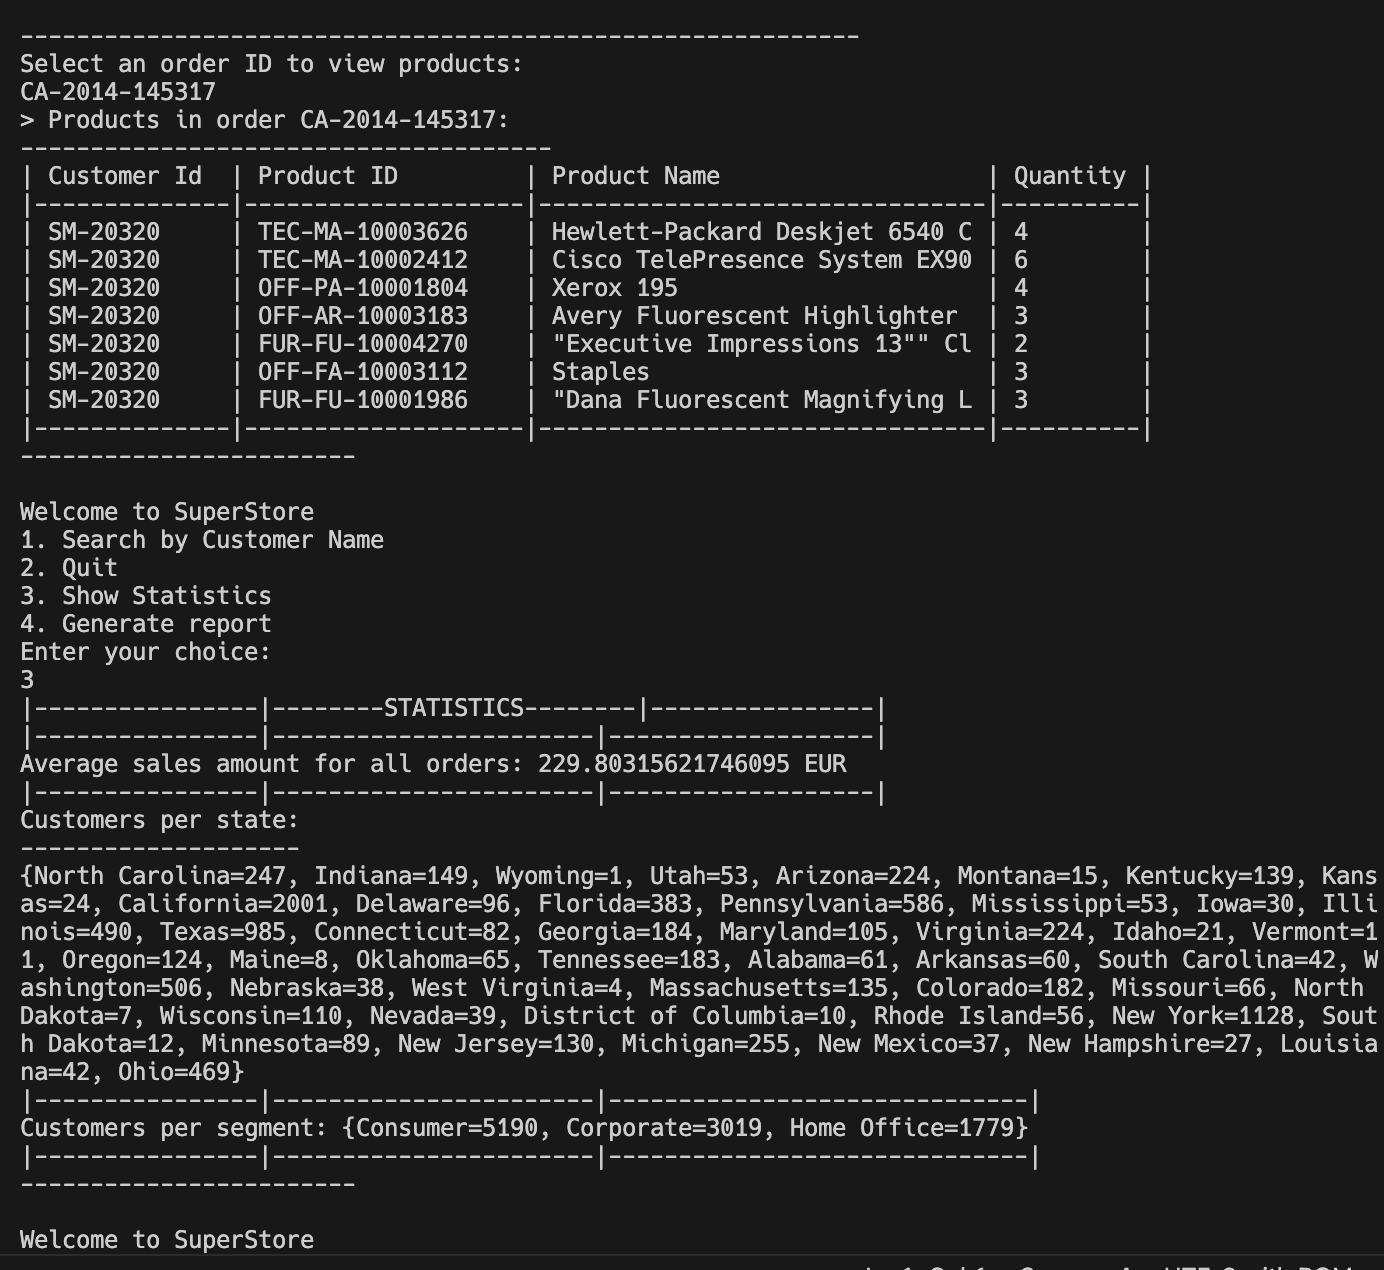 ------------------------------------------------------------
Select an order ID to view products:
CA-2014-145317
> Products in order CA-2014-145317:
--------------------------------------
| Customer Id  | Product ID         | Product Name                   | Quantity |
|--------------|--------------------|--------------------------------|----------|
| SM-20320     | TEC-MA-10003626    | Hewlett-Packard Deskjet 6540 C | 4        |
| SM-20320     | TEC-MA-10002412    | Cisco TelePresence System EX90 | 6        |
| SM-20320     | OFF-PA-10001804    | Xerox 195                      | 4        |
| SM-20320     | OFF-AR-10003183    | Avery Fluorescent Highlighter  | 3        |
| SM-20320     | FUR-FU-10004270    | "Executive Impressions 13"" Cl | 2        |
| SM-20320     | OFF-FA-10003112    | Staples                        | 3        |
| SM-20320     | FUR-FU-10001986    | "Dana Fluorescent Magnifying L | 3        |
|--------------|--------------------|--------------------------------|----------|
------------------------
Welcome to SuperStore
1. Search by Customer Name
2. Quit
3. Show Statistics
4. Generate report
Enter your choice:
3
|----------------|--------STATISTICS--------|----------------|
|----------------|-----------------------|-------------------|
Average sales amount for all orders: 229.80315621746095 EUR
|----------------|-----------------------|-------------------|
Customers per state:
--------------------
{North Carolina=247, Indiana=149, Wyoming=1, Utah=53, Arizona=224, Montana=15, Kentucky=139, Kans
as=24, California=2001, Delaware=96, Florida=383, Pennsylvania=586, Mississippi=53, Iowa=30, Illi
nois=490, Texas=985, Connecticut=82, Georgia=184, Maryland=105, Virginia=224, Idaho=21, Vermont=1
1, Oregon=124, Maine=8, Oklahoma=65, Tennessee=183, Alabama=61, Arkansas=60, South Carolina=42, W
ashington=506, Nebraska=38, West Virginia=4, Massachusetts=135, Colorado=182, Missouri=66, North
Dakota=7, Wisconsin=110, Nevada=39, District of Columbia=10, Rhode Island=56, New York=1128, Sout
h Dakota=12, Minnesota=89, New Jersey=130, Michigan=255, New Mexico=37, New Hampshire=27, Louisia
na=42, Ohio=469}
|----------------|-----------------------|------------------------------|
Customers per segment: {Consumer=5190, Corporate=3019, Home Office=1779}
|----------------|-----------------------|------------------------------|
------------------------
Welcome to SuperStore